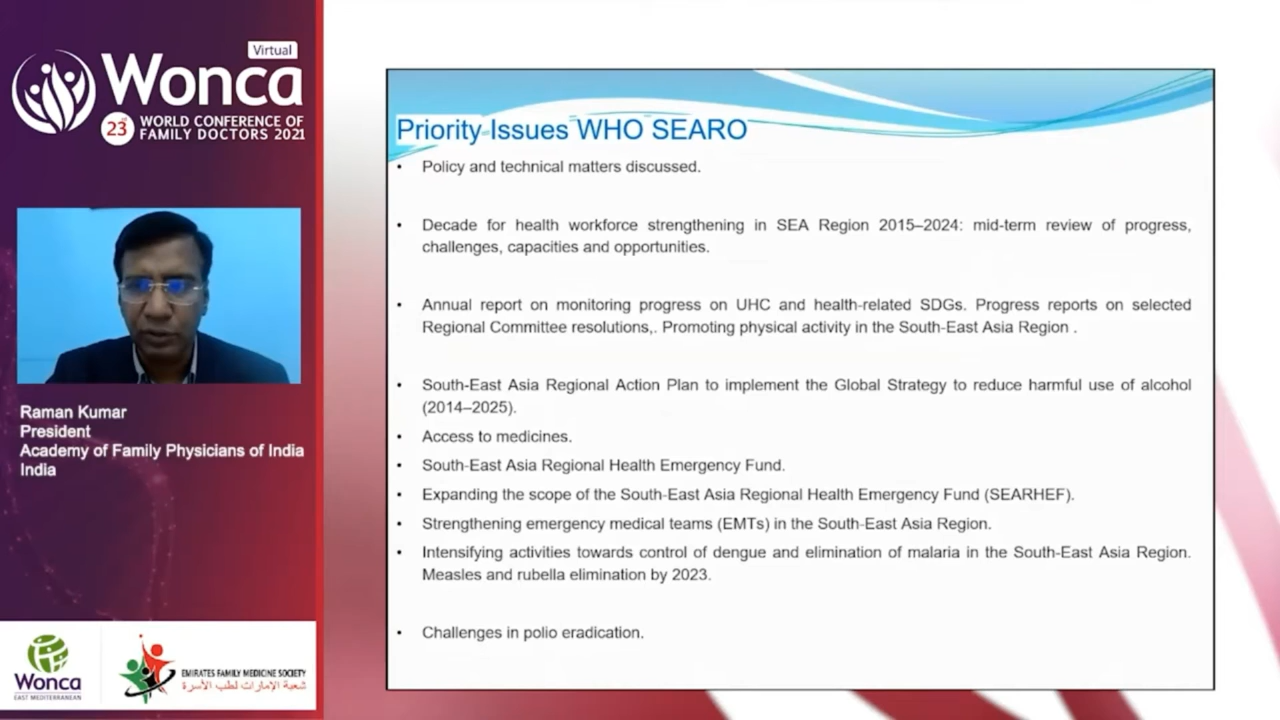 Virtual
Wonca
23rd WORLD CONFERENCE OF
FAMILY DOCTORS 2021
Raman Kumar
President
Academy of Family Physicians of India
India
Wonca
EAST MEDITERRANEAN
EMIRATES FAMILY MEDICINE SOCIETY
شعبة الإمارات لطب الأسرة
Priority Issues WHO SEARO
• Policy and technical matters discussed.
• Decade for health workforce strengthening in SEA Region 2015–2024: mid-term review of progress,
challenges, capacities and opportunities.
• Annual report on monitoring progress on UHC and health-related SDGs. Progress reports on selected
Regional Committee resolutions,. Promoting physical activity in the South-East Asia Region .
• South-East Asia Regional Action Plan to implement the Global Strategy to reduce harmful use of alcohol
(2014–2025).
• Access to medicines.
• South-East Asia Regional Health Emergency Fund.
• Expanding the scope of the South-East Asia Regional Health Emergency Fund (SEARHEF).
• Strengthening emergency medical teams (EMTs) in the South-East Asia Region.
• Intensifying activities towards control of dengue and elimination of malaria in the South-East Asia Region.
Measles and rubella elimination by 2023.
• Challenges in polio eradication.